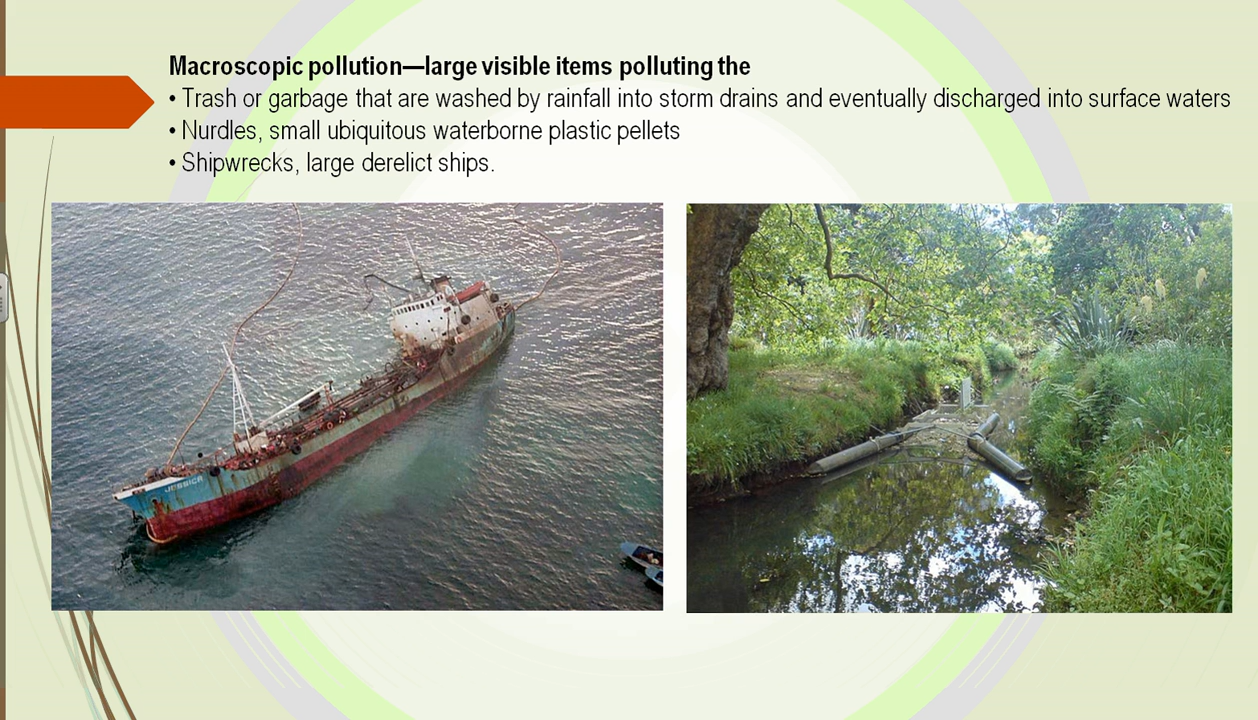 Macroscopic pollution—large visible items polluting the
• Trash or garbage that are washed by rainfall into storm drains and eventually discharged into surface waters
• Nurdles, small ubiquitous waterborne plastic pellets
• Shipwrecks, large derelict ships.
JESSICA